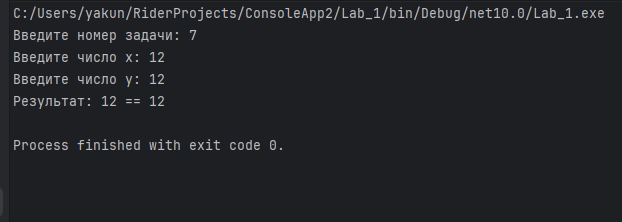 C:/Users/yakun/RiderProjects/ConsoleApp2/Lab_1/bin/Debug/net10.0/Lab_1.exe
Введите номер задачи: 7
Введите число x: 12
Введите число y: 12
Результат: 12 == 12
Process finished with exit code 0.